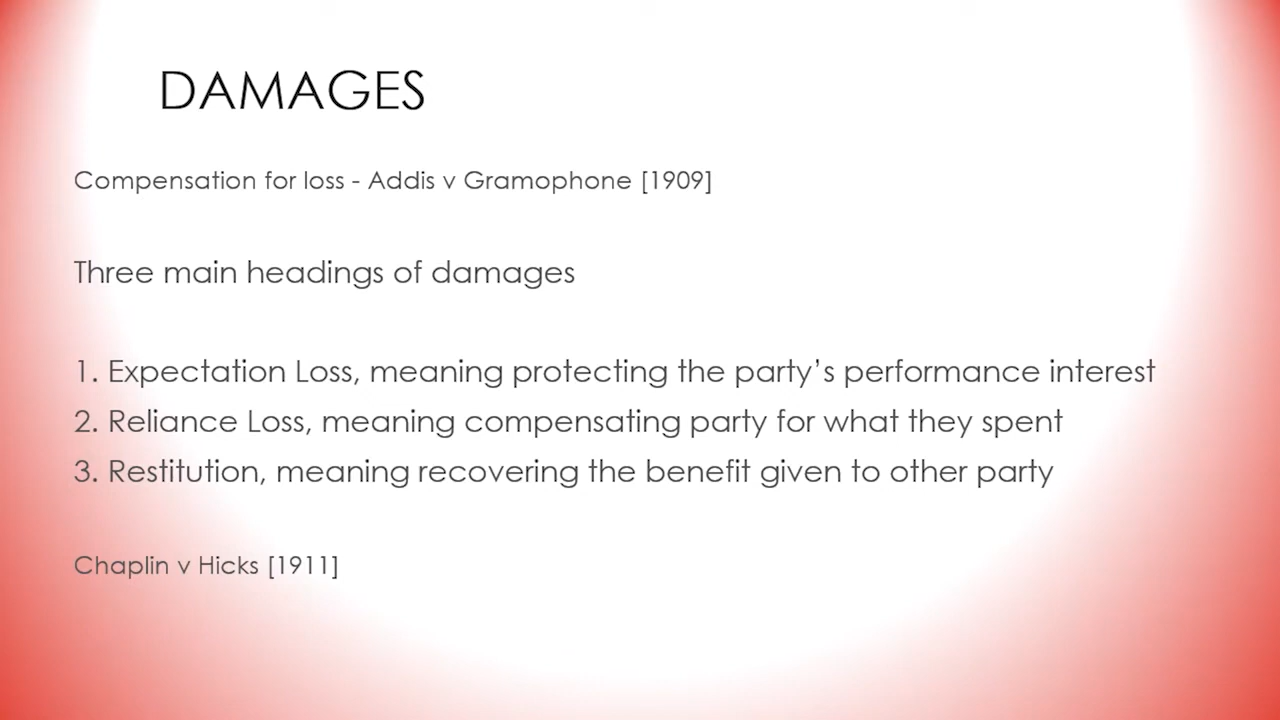 DAMAGES
Compensation for loss - Addis v Gramophone [1909]
Three main headings of damages
1. Expectation Loss, meaning protecting the party’s performance interest
2. Reliance Loss, meaning compensating party for what they spent
3. Restitution, meaning recovering the benefit given to other party
Chaplin v Hicks [1911]